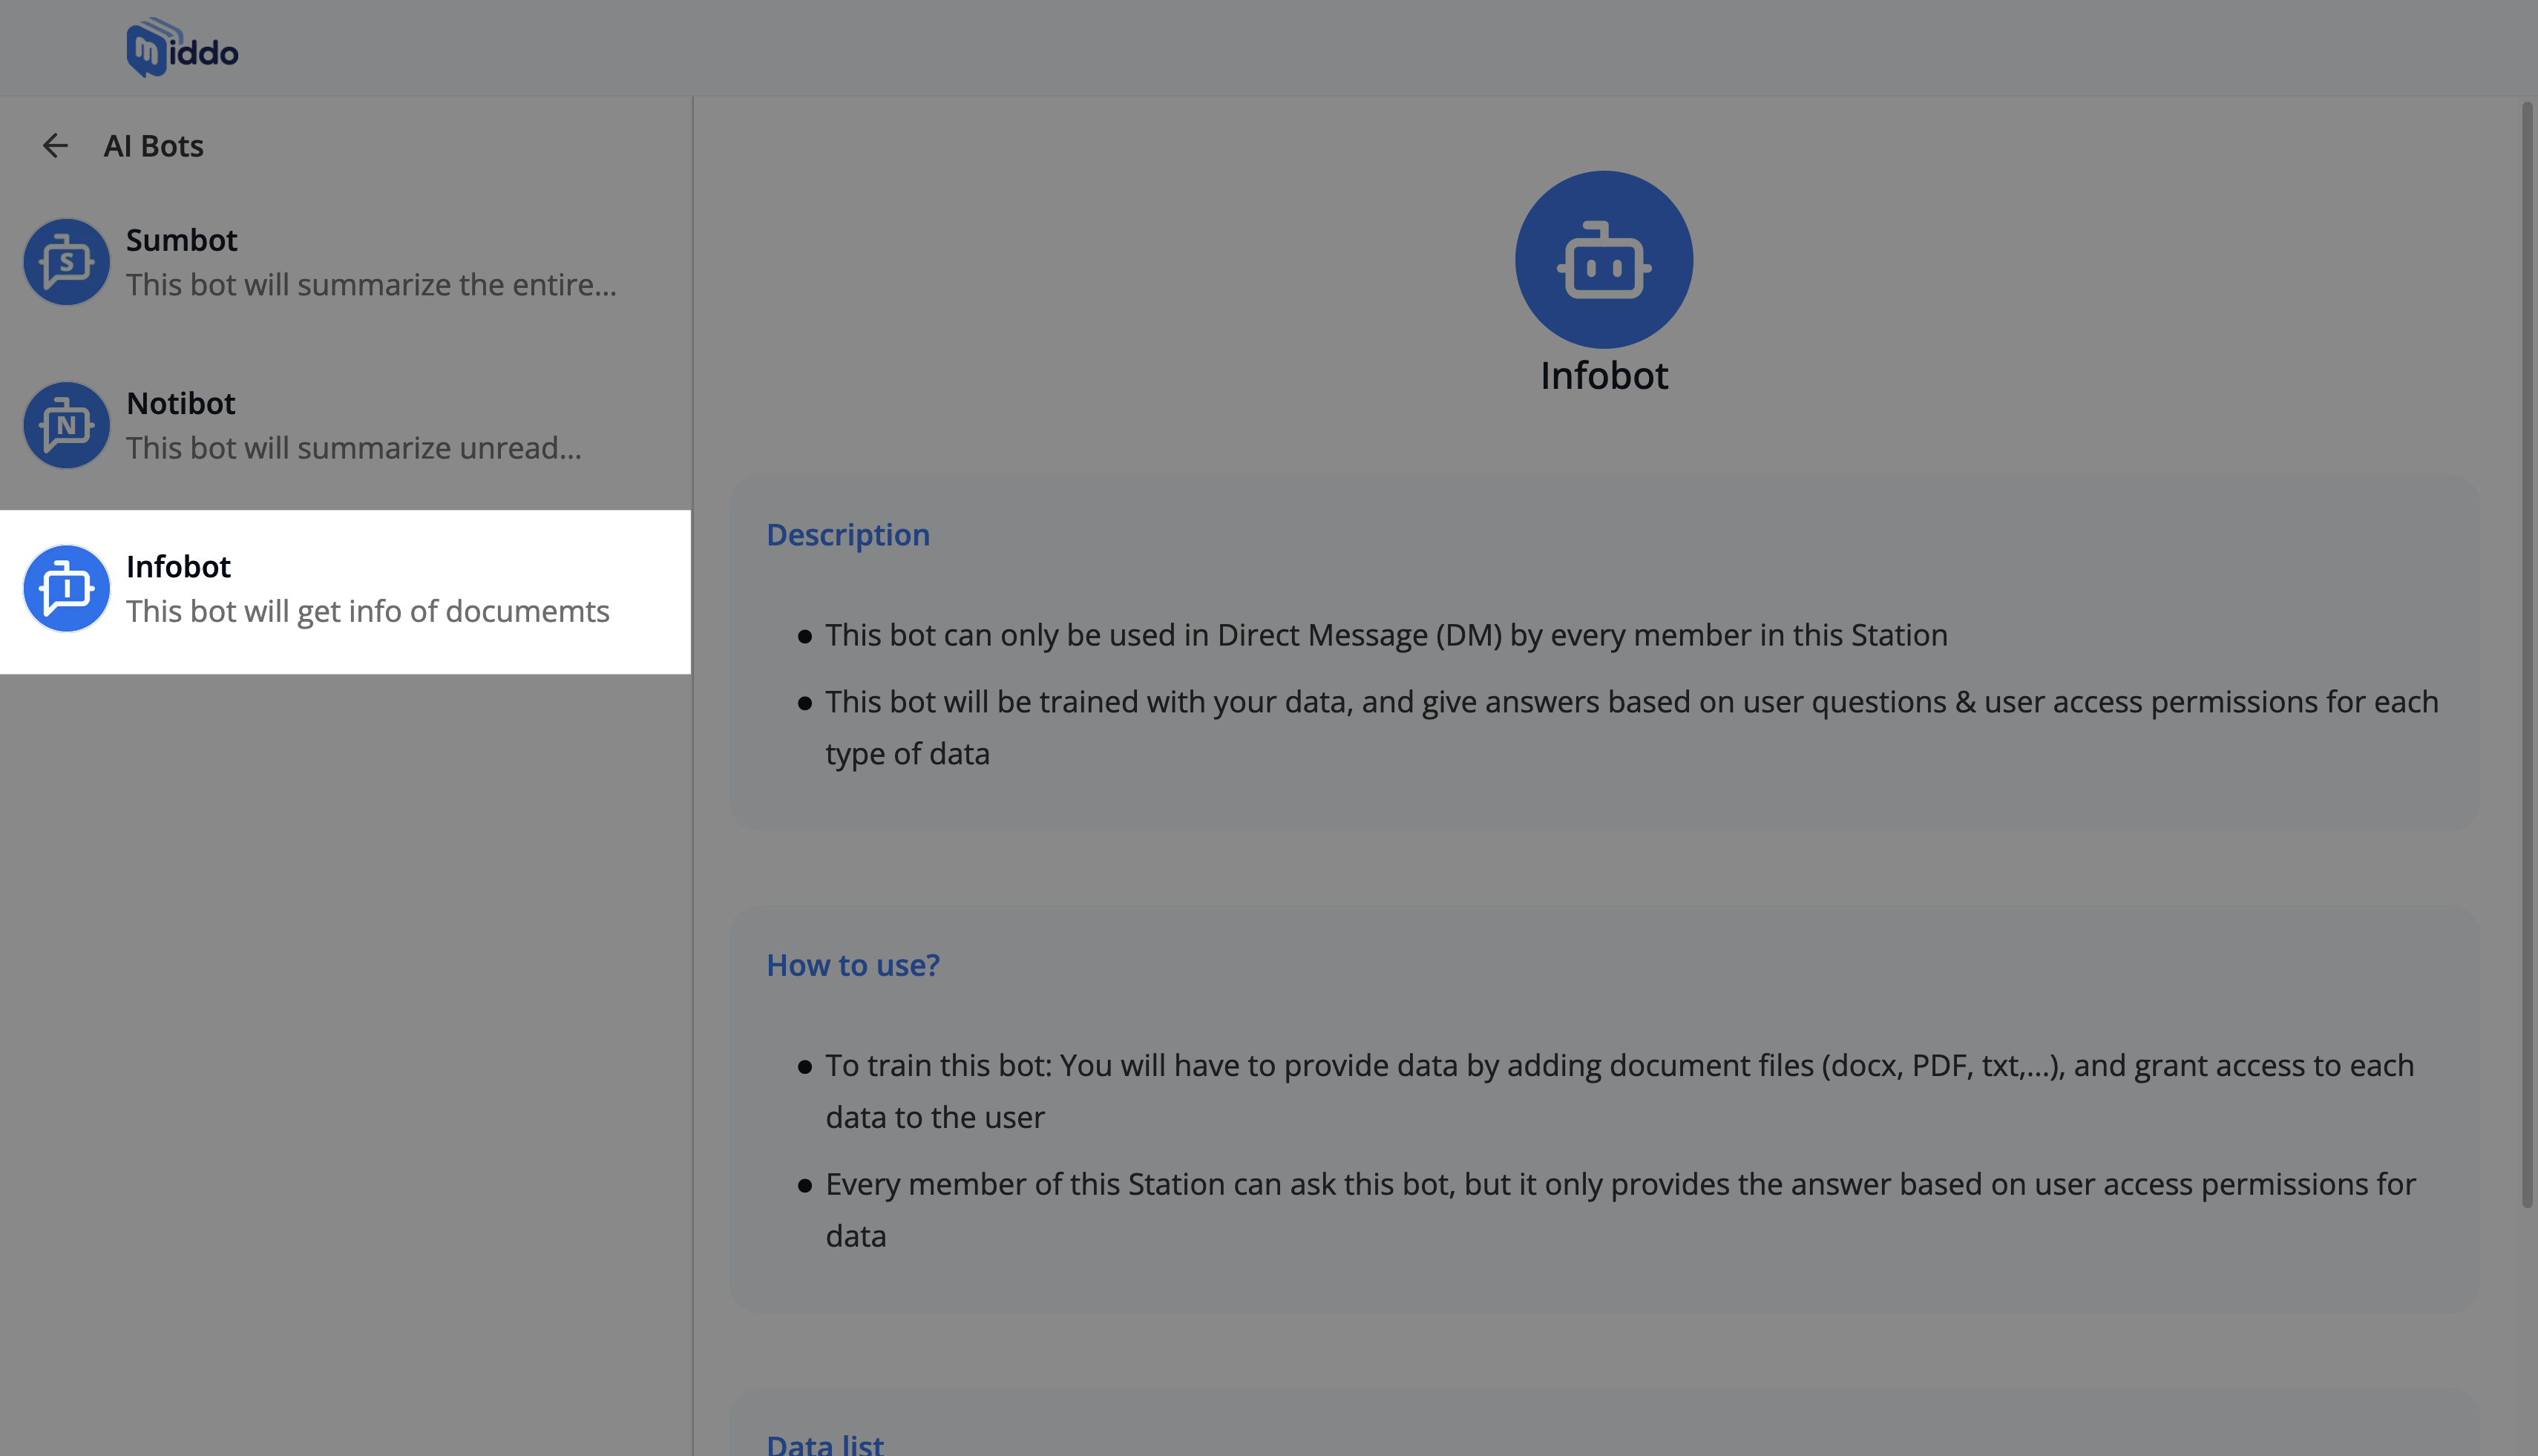 middo
AI Bots
S
Sumbot
This bot will summarize the entire...
N
Notibot
This bot will summarize unread...
I
Infobot
This bot will get info of documemts
Infobot
Description
● This bot can only be used in Direct Message (DM) by every member in this Station
● This bot will be trained with your data, and give answers based on user questions & user access permissions for each
type of data
How to use?
● To train this bot: You will have to provide data by adding document files (docx, PDF, txt,...), and grant access to each
data to the user
● Every member of this Station can ask this bot, but it only provides the answer based on user access permissions for
data
Data list